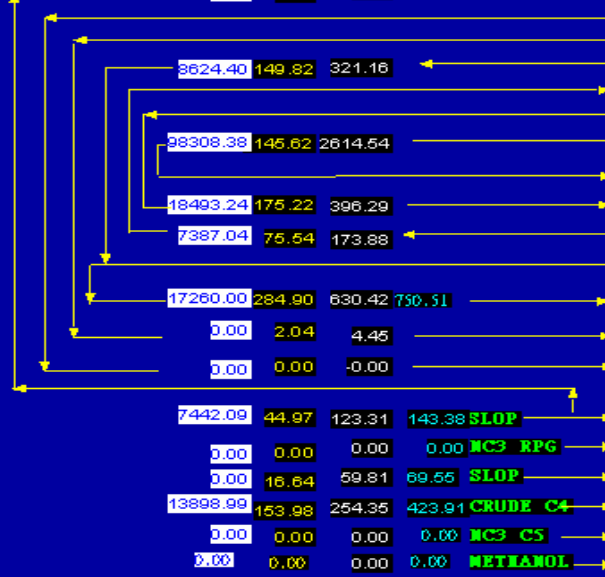 8624.40 149.82 321.16
98308.38 145.62 2614.54
18493.24 175.22 396.29
7387.04 75.54 173.88
17260.00 284.90 630.42 750.51
0.00 2.04 4.45
0.00 0.00 -0.00
7442.09 44.97 123.31 143.38 SLOP
0.00 0.00 0.00 0.00 NC3 RPG
0.00 16.64 59.81 69.55 SLOP
13898.99 153.98 254.35 423.91 CRUDE C4
0.00 0.00 0.00 0.00 NC3 C5
0.00 0.00 0.00 0.00 METHANOL